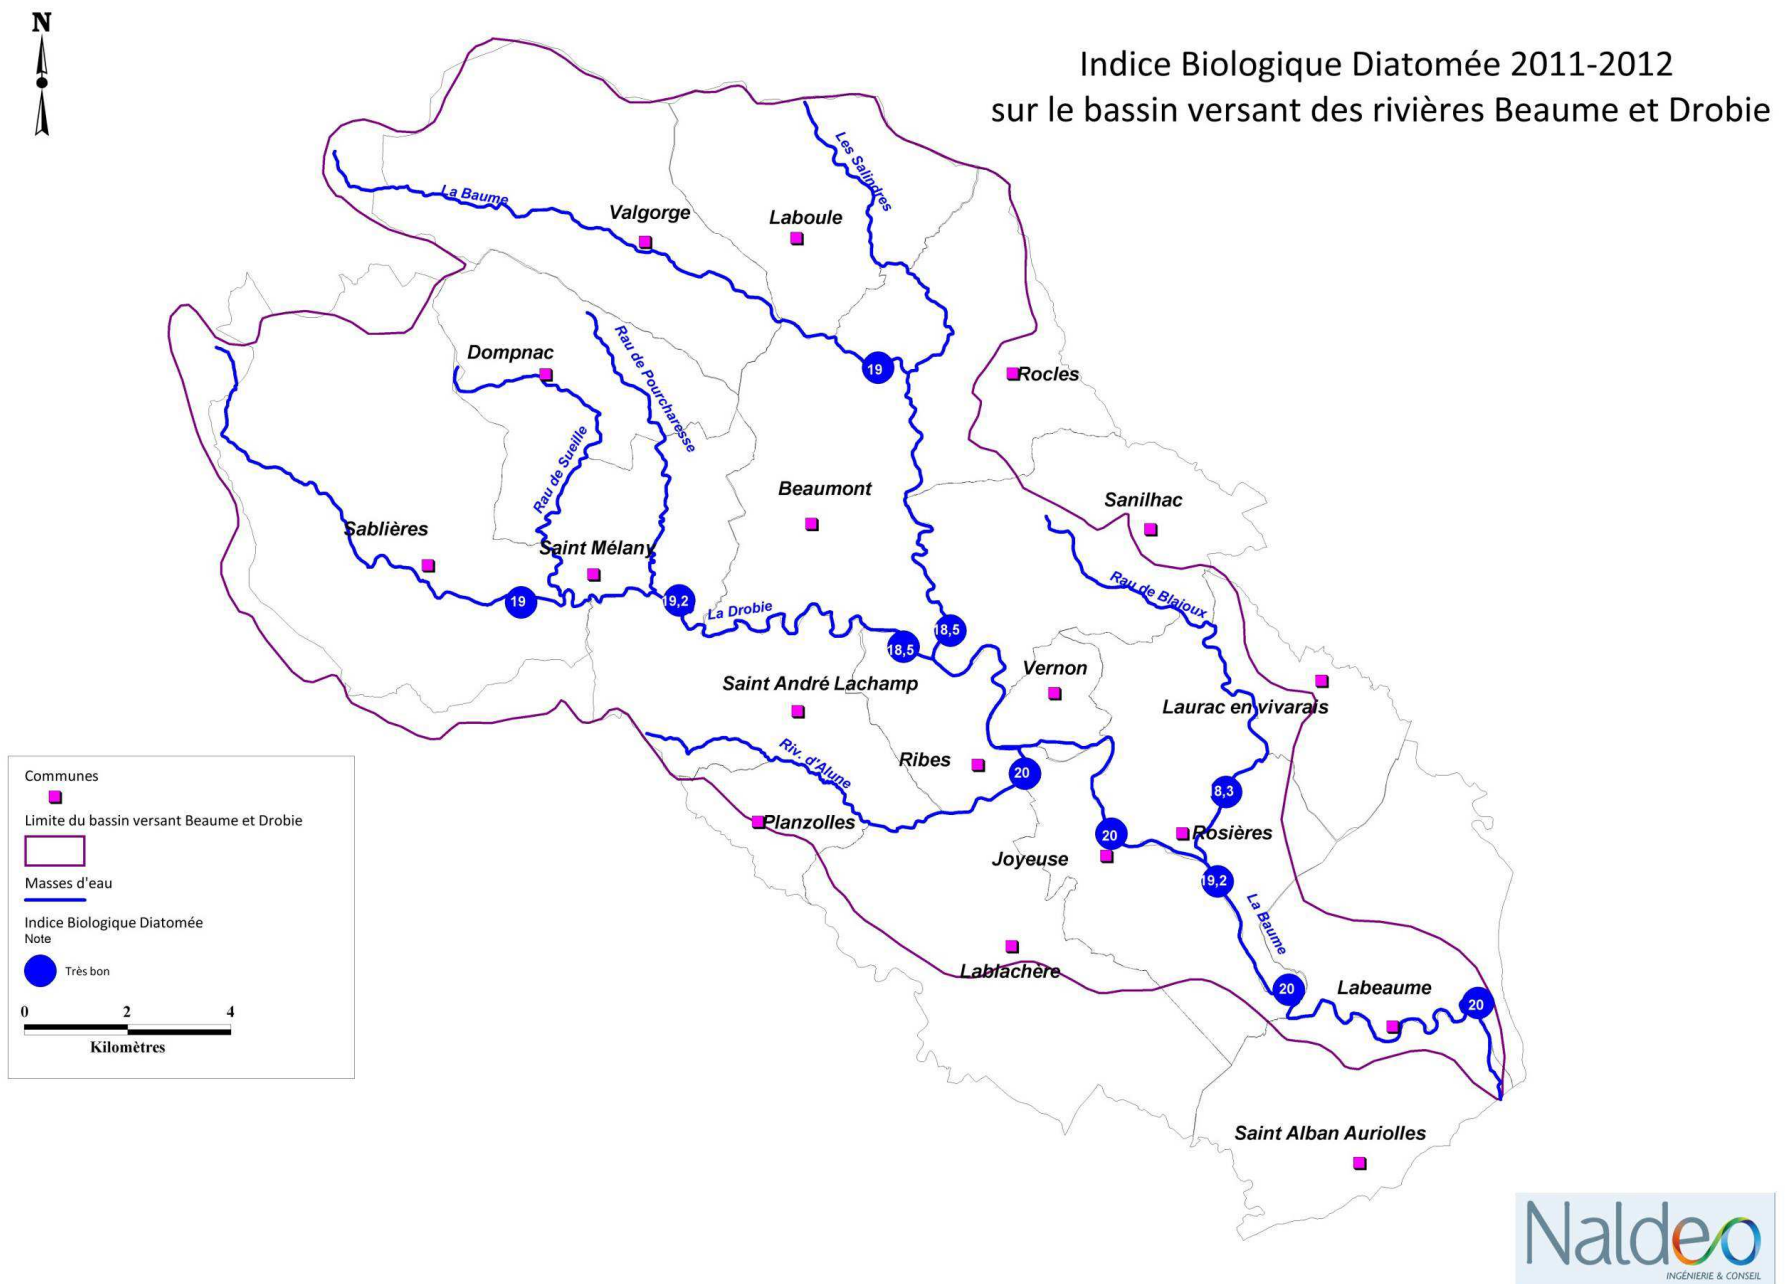 N
Indice Biologique Diatomée 2011-2012
sur le bassin versant des rivières Beaume et Drobie
Les Salindres
La Baume
Valgorge
Laboule
Rau de Pourcharesse
Dompnac
19
Rocles
Rau de Sueille
Beaumont
Sanilhac
Sablières
Saint Mélany
Rau de Blajoux
19
19,2
La Drobie
18,5
18,5
Vernon
Saint André Lachamp
Laurac en vivarais
Riv. d'Alune
Ribes
20
8,3
Planzolles
20
Rosières
Joyeuse
19,2
La Baume
Lablachère
20
Labeaume
20
Saint Alban Auriolles
Communes
Limite du bassin versant Beaume et Drobie
Masses d'eau
Indice Biologique Diatomée
Note
Très bon
0 2 4
Kilomètres
Naldeo
INGÉNIERIE & CONSEIL